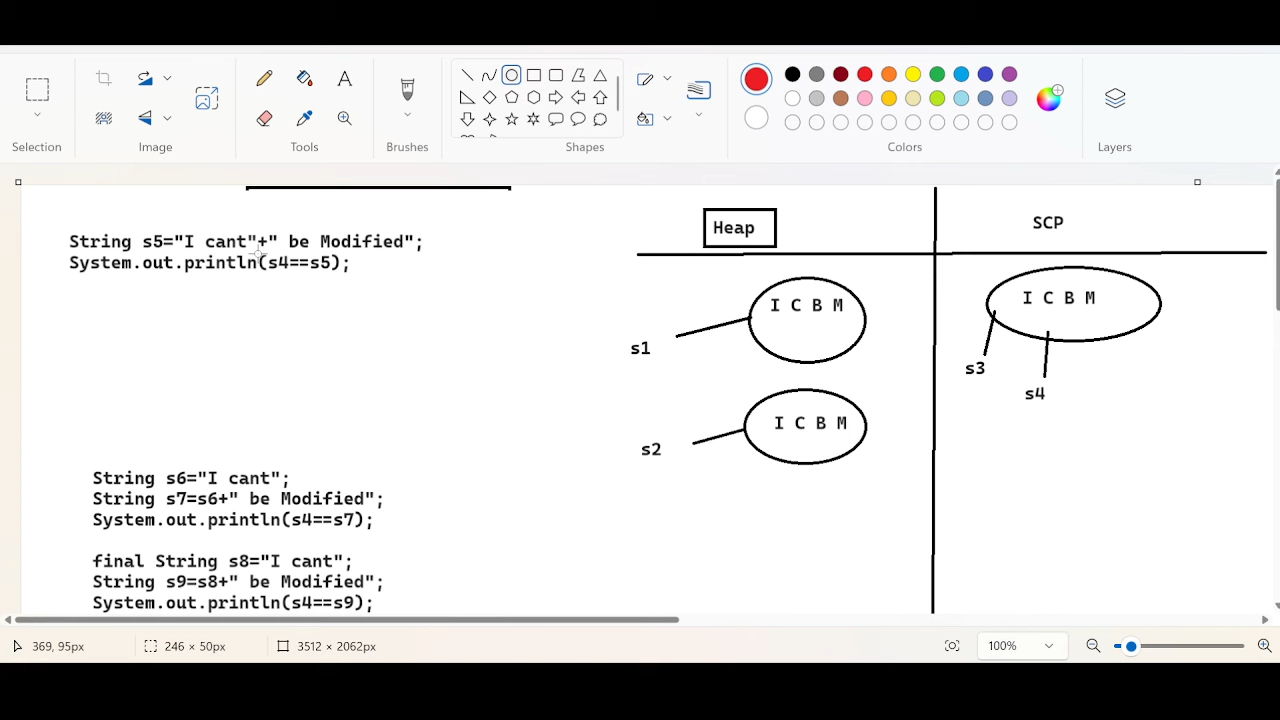 Selection
Image
Tools
Brushes
Shapes
Colors
Layers
String s5="I cant"+" be Modified";
System.out.println(s4==s5);
String s6="I cant";
String s7=s6+" be Modified";
System.out.println(s4==s7);
final String s8="I cant";
String s9=s8+" be Modified";
System.out.println(s4==s9);
Heap
SCP
I C B M
s1
I C B M
s2
I C B M
s3
s4
369, 95px
246 × 50px
3512 × 2062px
100%